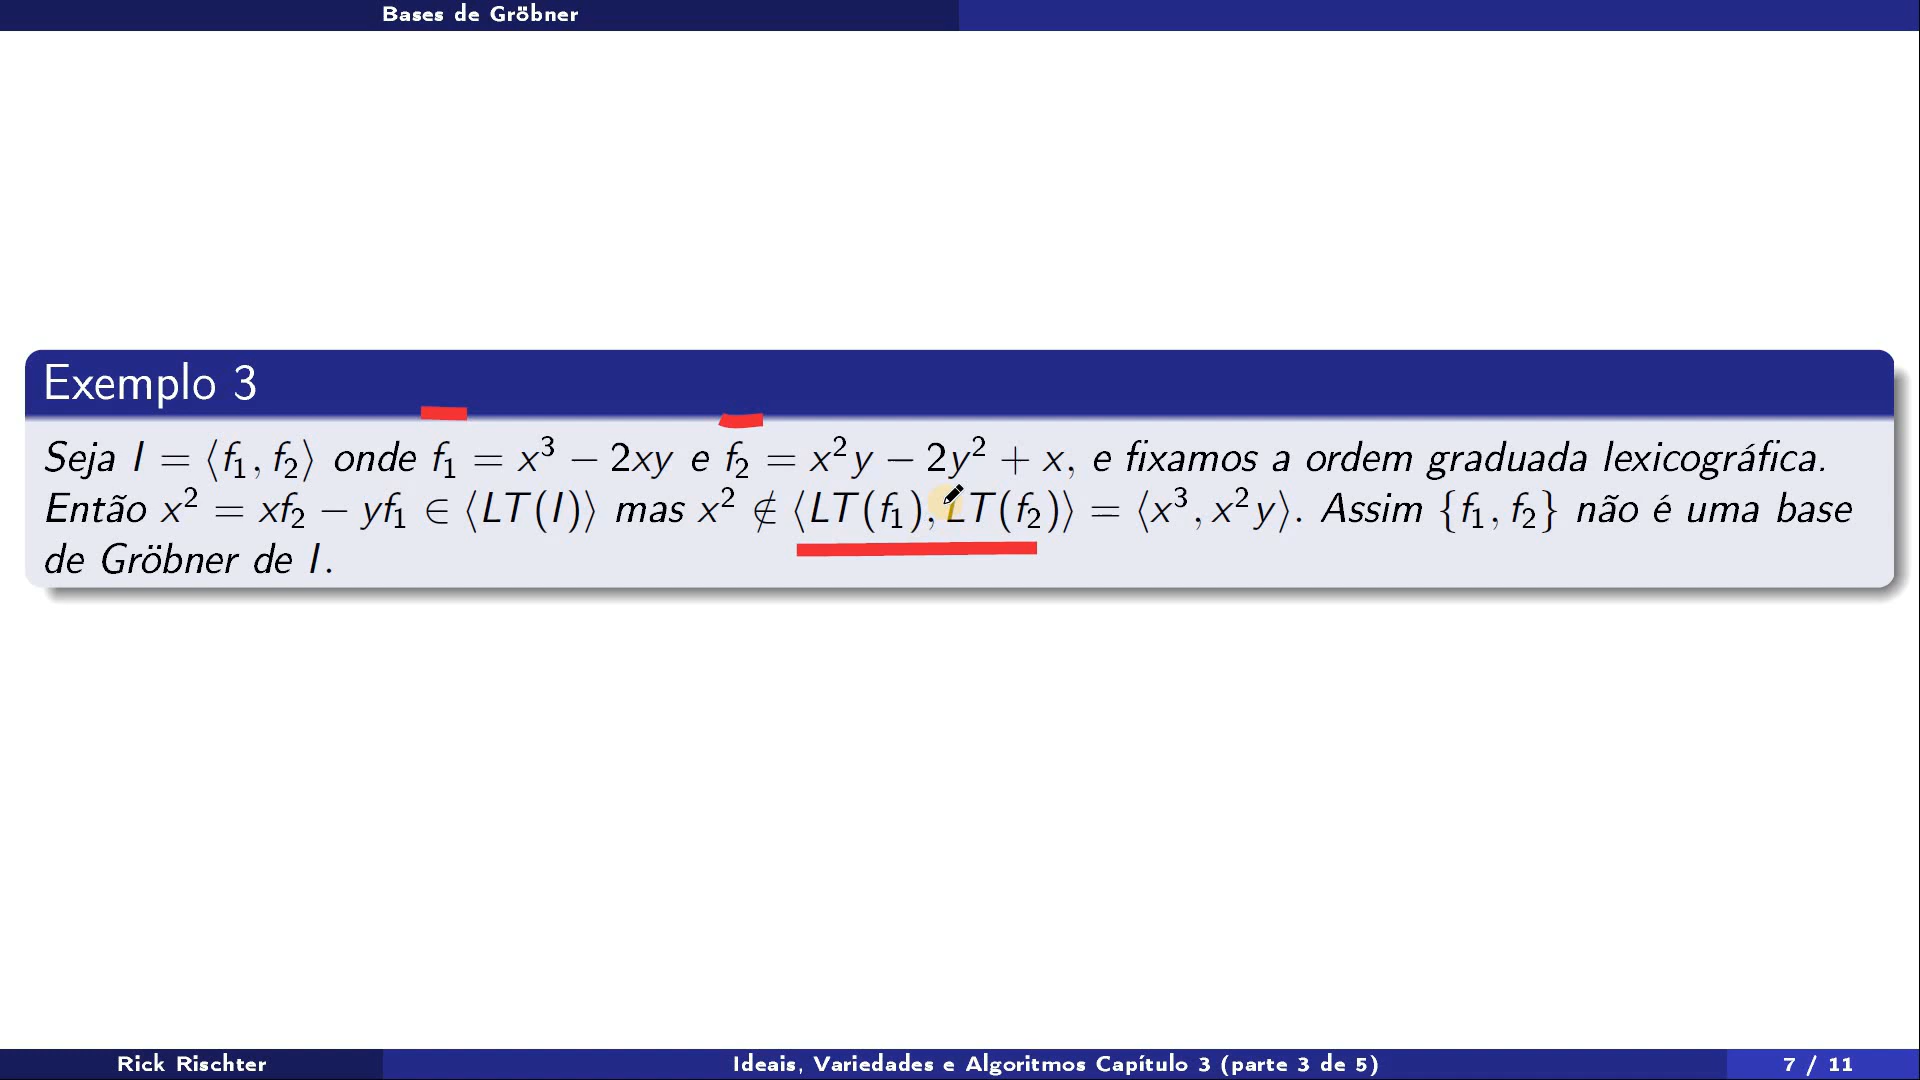 Bases de Gröbner
Exemplo 3
Seja I = ⟨f₁, f₂⟩ onde f₁ = x³ − 2xy e f₂ = x²y − 2y² + x, e fixamos a ordem graduada lexicográfica.
Então x² = xf₂ − yf₁ ∈ ⟨LT(I)⟩ mas x² ∉ ⟨LT(f₁), LT(f₂)⟩ = ⟨x³, x²y⟩. Assim {f₁, f₂} não é uma base
de Gröbner de I.
Rick Rischter
Ideais, Variedades e Algoritmos Capítulo 3 (parte 3 de 5)
7 / 11